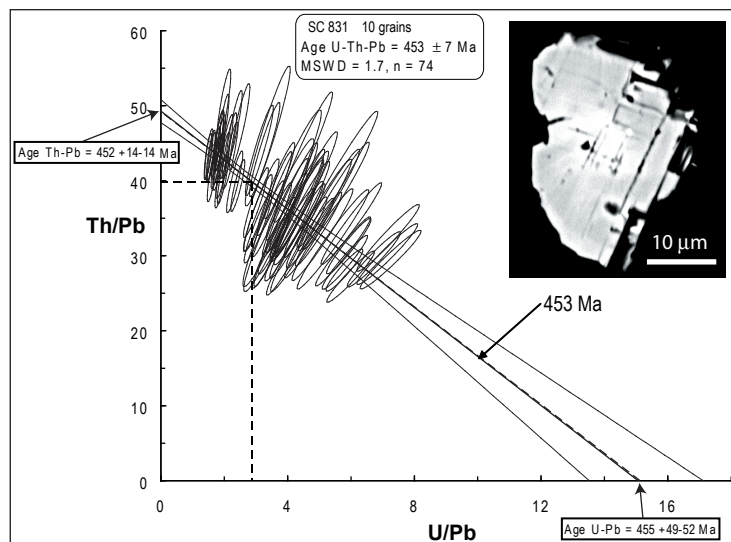 SC 831 10 grains
Age U-Th-Pb = 453 ± 7 Ma
MSWD = 1.7, n = 74
60
50
40
30
20
10
0
Th/Pb
Age Th-Pb = 452 +14-14 Ma
10 µm
453 Ma
0
4
8
12
16
U/Pb
Age U-Pb = 455 +49-52 Ma